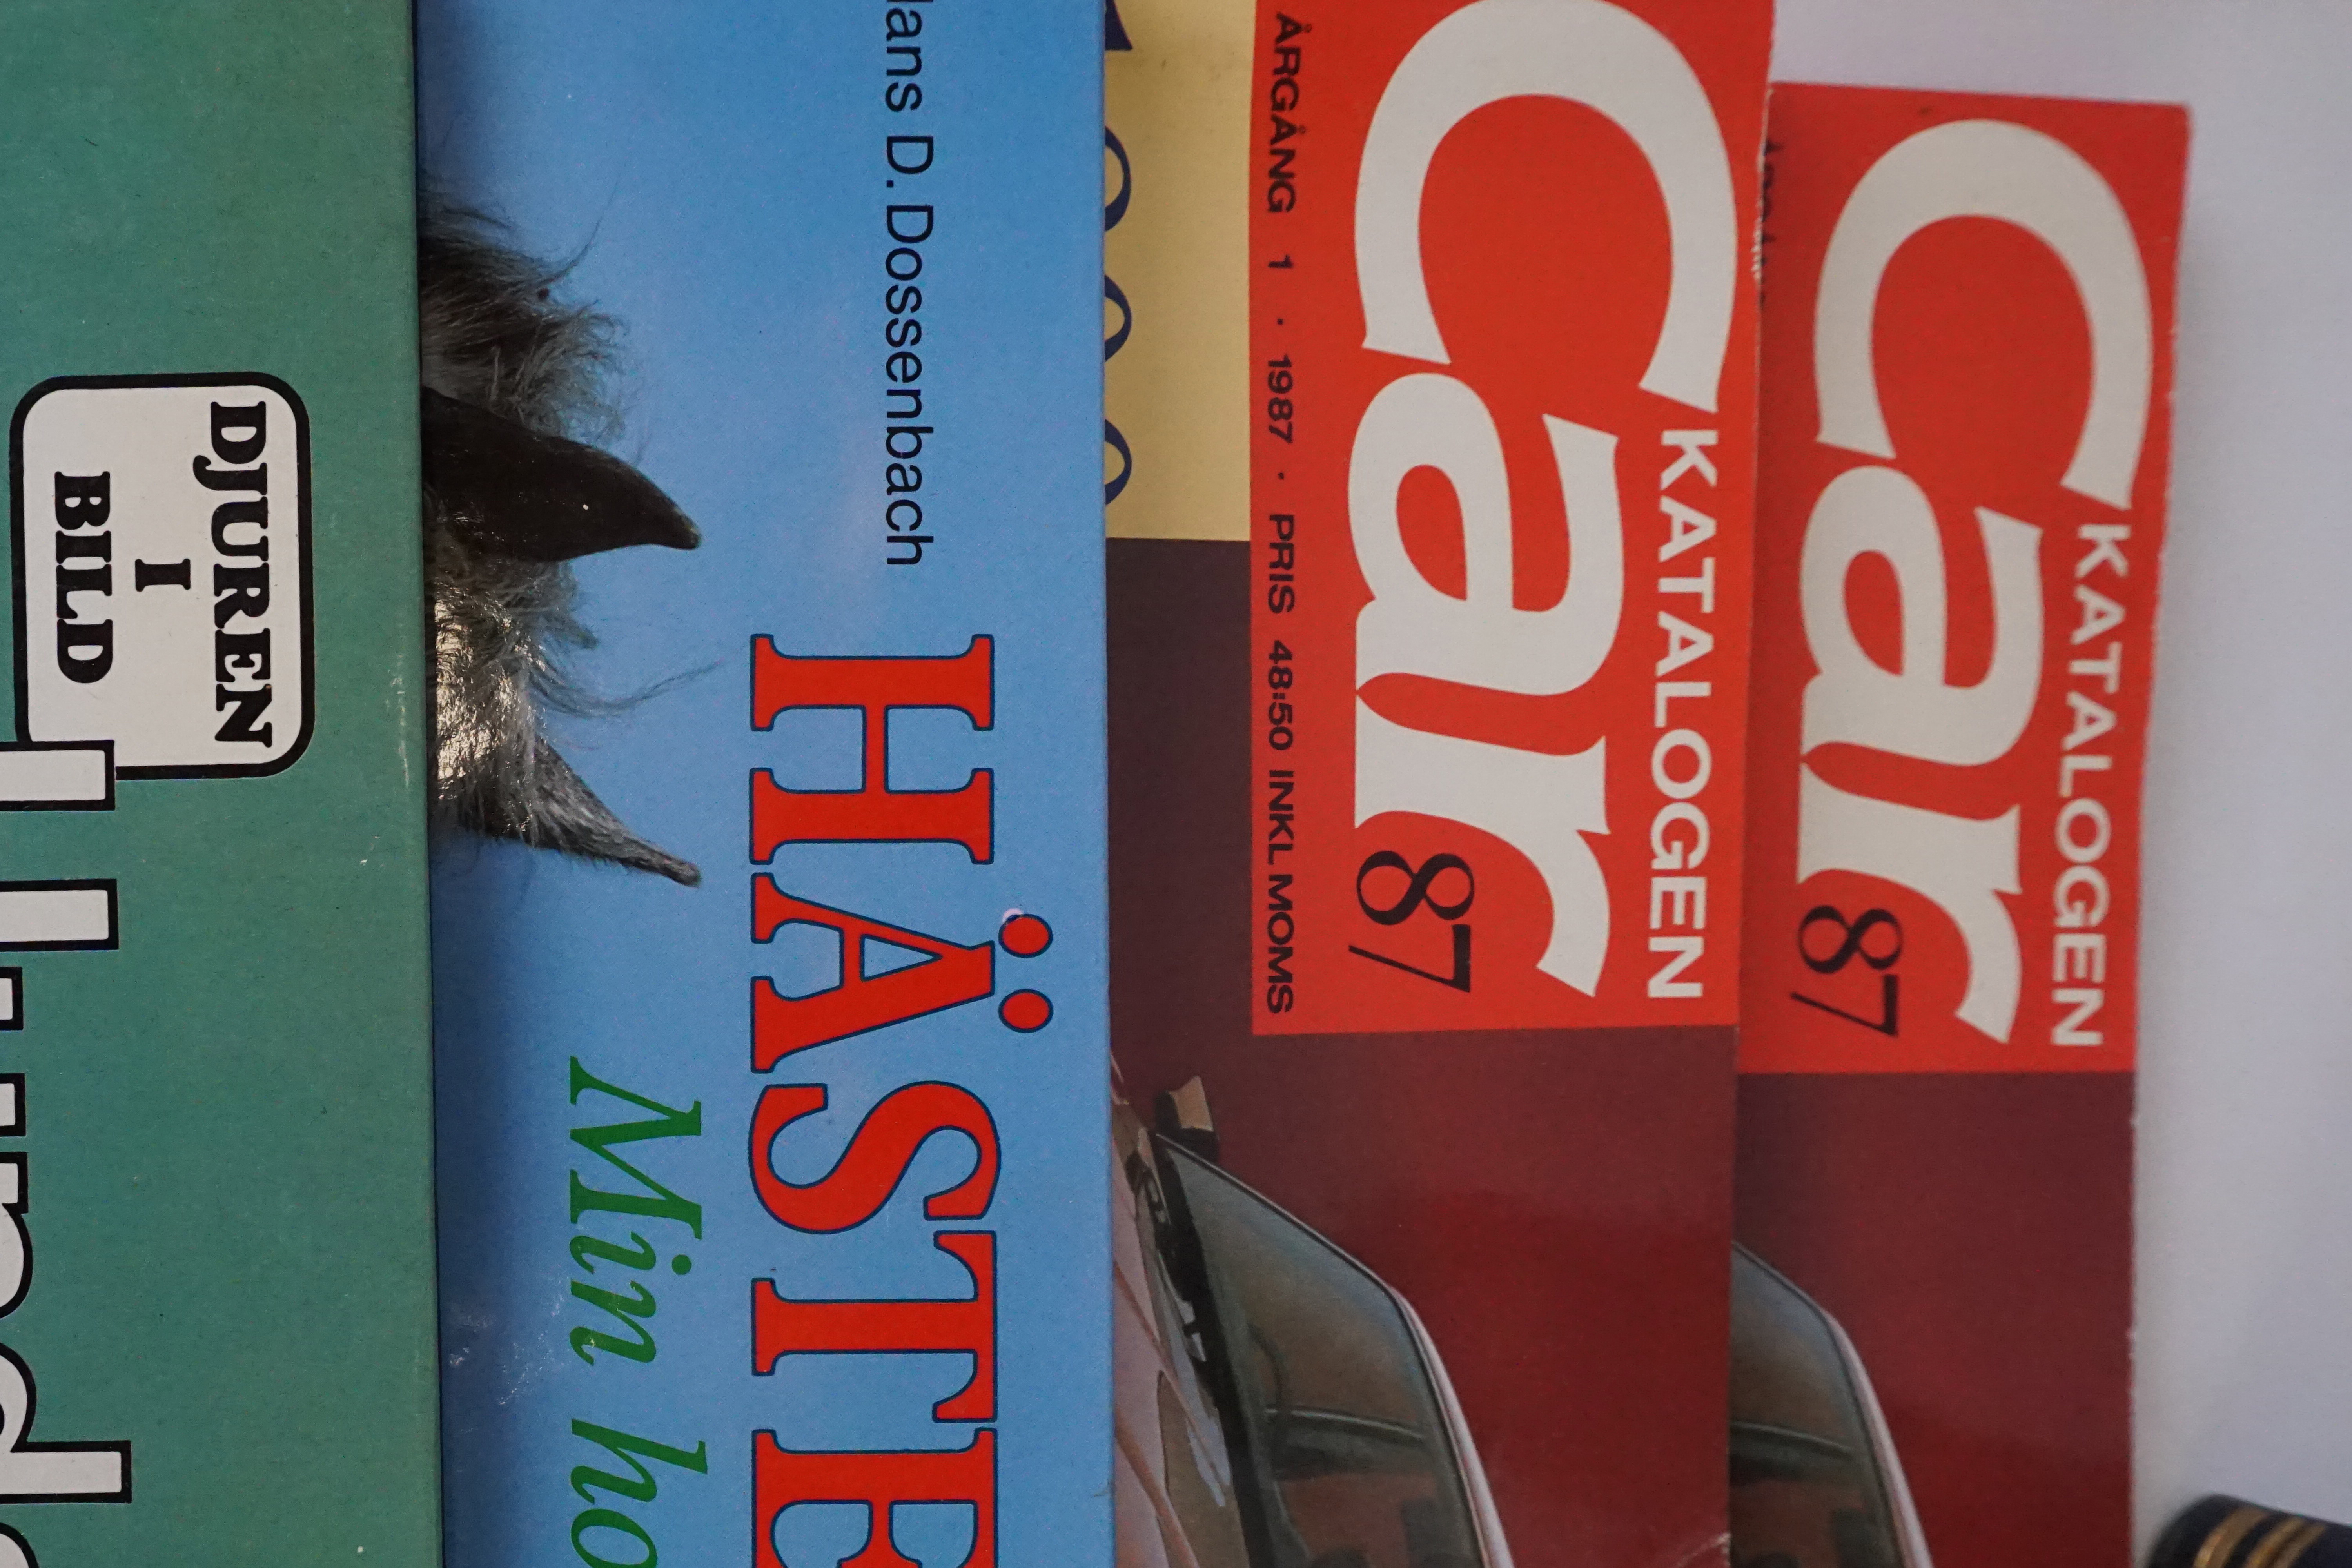 KATALOGEN
Car
87
KATALOGEN
Car
87
ÅRGÅNG 1 · 1987 · PRIS 48:50 INKL MOMS
ans D. Dossenbach
HÄSTE
Min ho
DJUREN
I
BILD